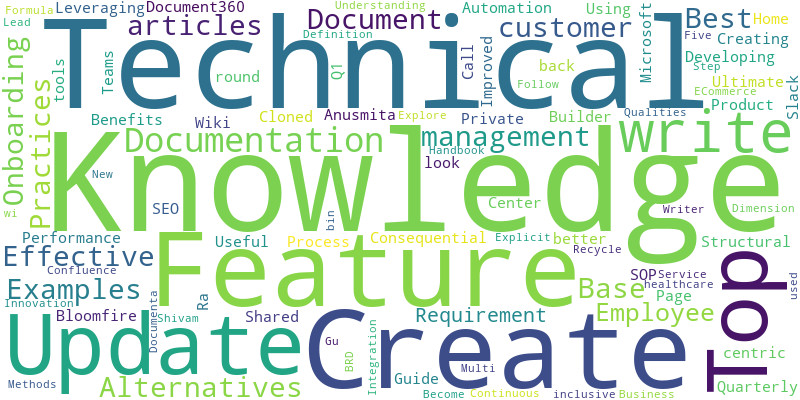 Formula
Leveraging
Document360
Understanding
Automation
Using
Microsoft
Best
Home
Lead
articles
Document
Definition
customer
Five
Creating
Technical
Onboarding
tools
Teams
round
Q1
Call
Improved
back
Developing
Step
Ultimate
ECommerce
Slack
Practices
Benefits
Wiki
Cloned
Anusmita
Explore
Private
Follow
Builder
Qualities
Product
Documentation
management
write
Handbook
look
Knowledge
New
wi
SEO
bin
Center
Writer
Dimension
Performance
Useful
Process
Consequential
Explicit
better
Recycle
Structural
Effective
Confluence
Feature
Top
Examples
Ra
Base
SOP
Service
healthcare
Page
used
Innovation
Bloomfire
Documenta
Shivam
Shared
Requirement
Employee
Update
Create
Gu
BRD
Integration
centric
Methods
Alternatives
Guide
Multi
Become
Continuous
inclusive
Business
Quarterly